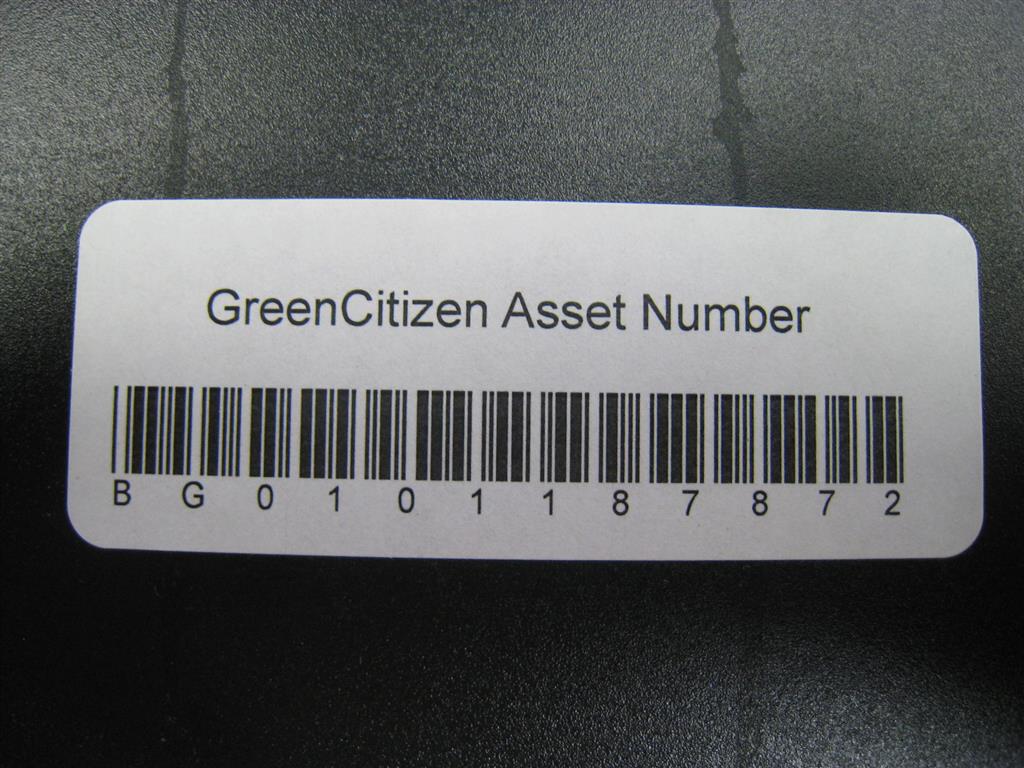 GreenCitizen Asset Number
B G 0 1 0 1 1 8 7 8 7 2